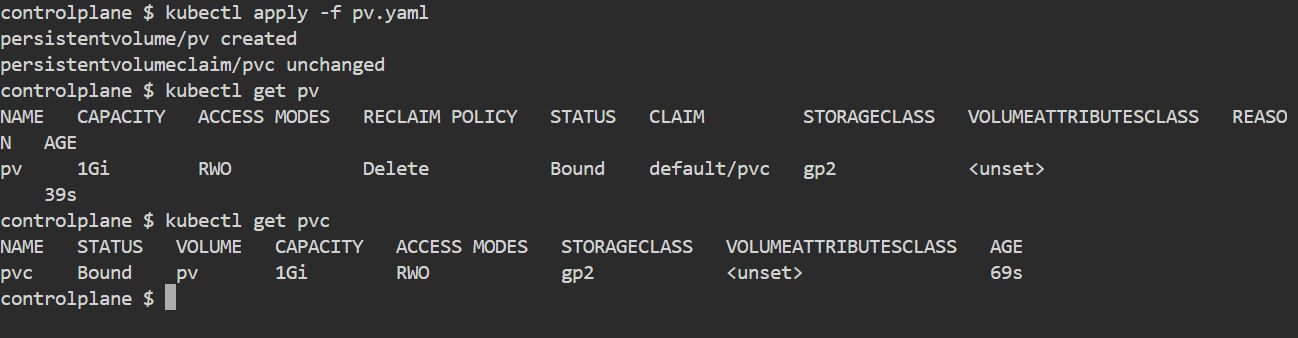 controlplane $ kubectl apply -f pv.yaml
persistentvolume/pv created
persistentvolumeclaim/pvc unchanged
controlplane $ kubectl get pv
NAME   CAPACITY   ACCESS MODES   RECLAIM POLICY   STATUS   CLAIM         STORAGECLASS   VOLUMEATTRIBUTESCLASS   REASO
N   AGE
pv     1Gi        RWO            Delete           Bound    default/pvc   gp2            <unset>
    39s
controlplane $ kubectl get pvc
NAME   STATUS   VOLUME   CAPACITY   ACCESS MODES   STORAGECLASS   VOLUMEATTRIBUTESCLASS   AGE
pvc    Bound    pv       1Gi        RWO            gp2            <unset>                 69s
controlplane $